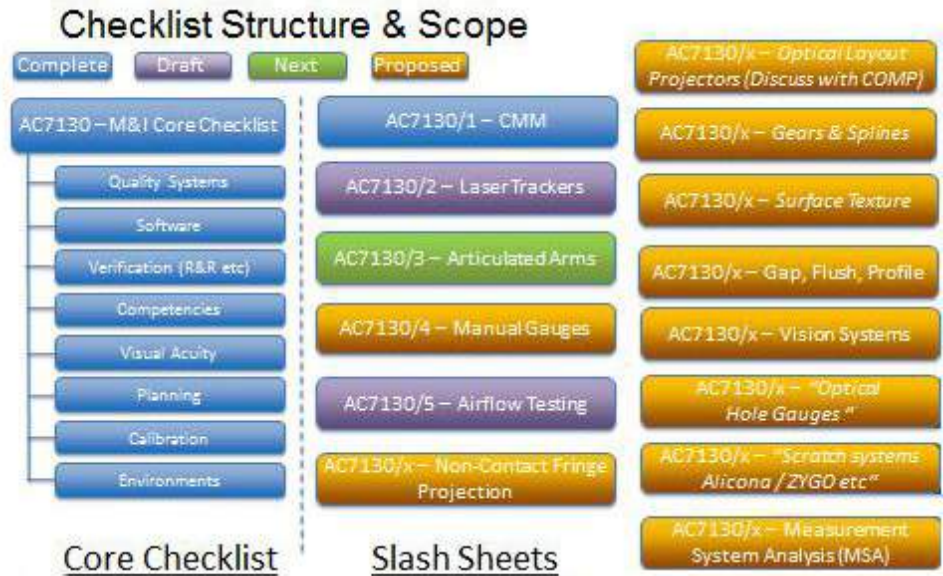 Checklist Structure & Scope
Complete
Draft
Next
Proposed
AC7130 – M&I Core Checklist
Quality Systems
Software
Verification (R&R etc)
Competencies
Visual Acuity
Planning
Calibration
Environments
Core Checklist
AC7130/1 – CMM
AC7130/2 – Laser Trackers
AC7130/3 – Articulated Arms
AC7130/4 – Manual Gauges
AC7130/5 – Airflow Testing
AC7130/x – Non-Contact Fringe
Projection
Slash Sheets
AC7130/x – Optical Layout
Projectors (Discuss with COMP)
AC7130/x – Gears & Splines
AC7130/x – Surface Texture
AC7130/x – Gap, Flush, Profile
AC7130/x – Vision Systems
AC7130/x – "Optical
Hole Gauges "
AC7130/x – "Scratch systems
Alicona / ZYGO etc"
AC7130/x – Measurement
System Analysis (MSA)